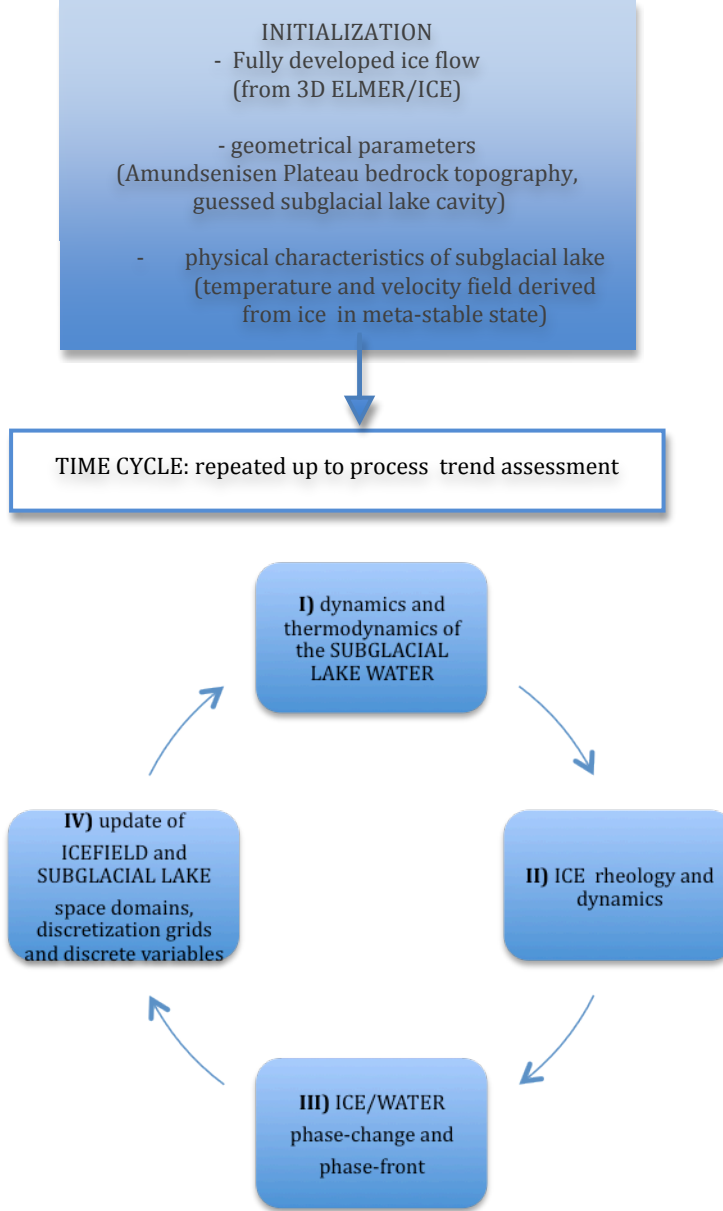 INITIALIZATION
- Fully developed ice flow
(from 3D ELMER/ICE)
- geometrical parameters
(Amundsenisen Plateau bedrock topography,
guessed subglacial lake cavity)
- physical characteristics of subglacial lake
(temperature and velocity field derived
from ice in meta-stable state)
TIME CYCLE: repeated up to process trend assessment
I) dynamics and
thermodynamics of
the SUBGLACIAL
LAKE WATER
II) ICE rheology and
dynamics
III) ICE/WATER
phase-change and
phase-front
IV) update of
ICEFIELD and
SUBGLACIAL LAKE
space domains,
discretization grids
and discrete variables